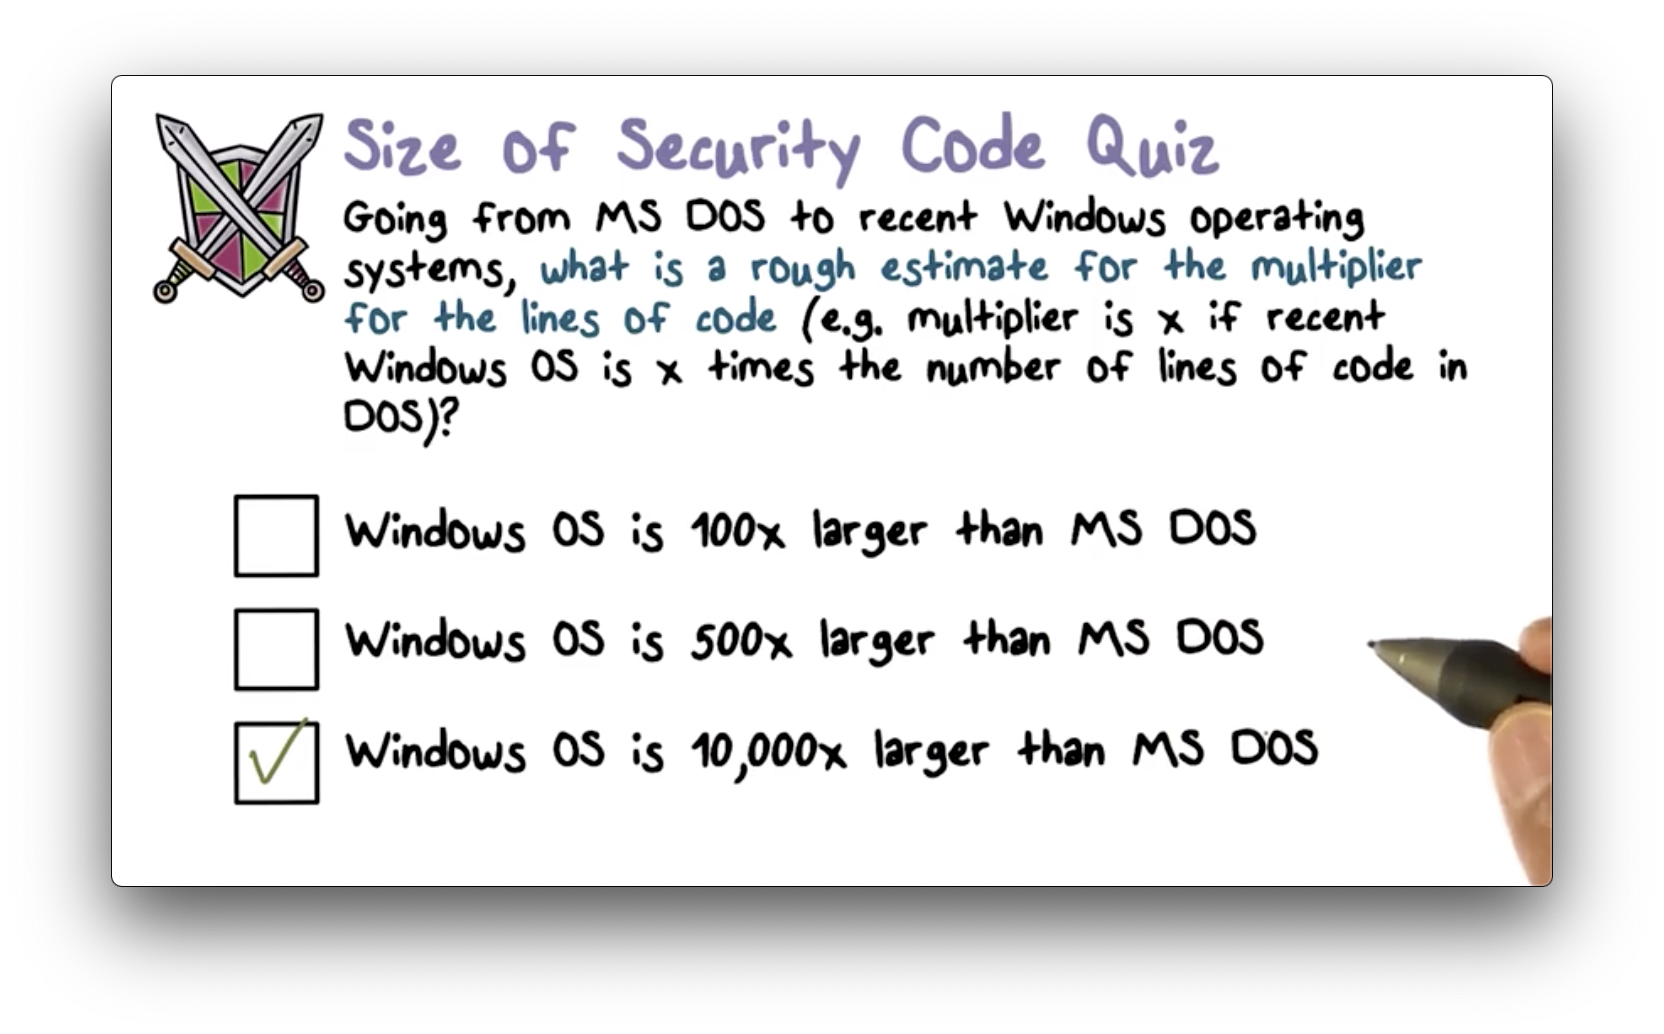 Size of Security Code Quiz
Going from MS DOS to recent Windows operating
systems, what is a rough estimate for the multiplier
for the lines of code (e.g. multiplier is x if recent
Windows OS is x times the number of lines of code in
DOS)?
Windows OS is 100x larger than MS DOS
Windows OS is 500x larger than MS DOS
Windows OS is 10,000x larger than MS DOS